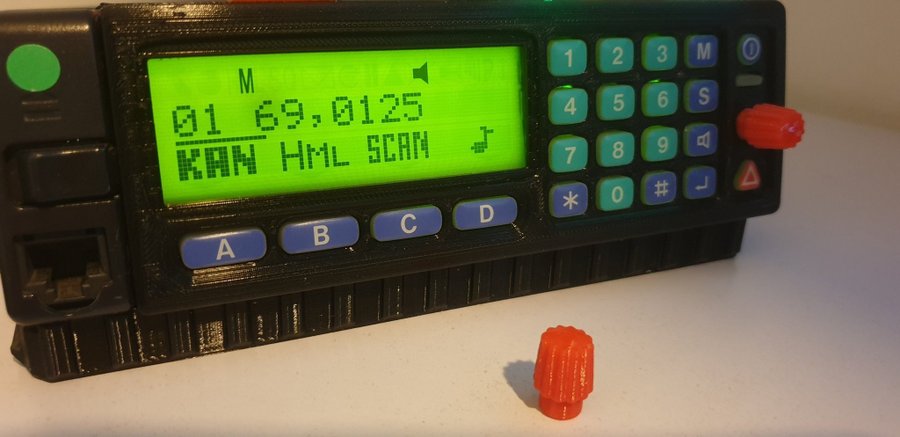 M
01 69,0125
KAN HML SCAN
A B C D
1 2 3 M
4 5 6 S
7 8 9
* 0 #